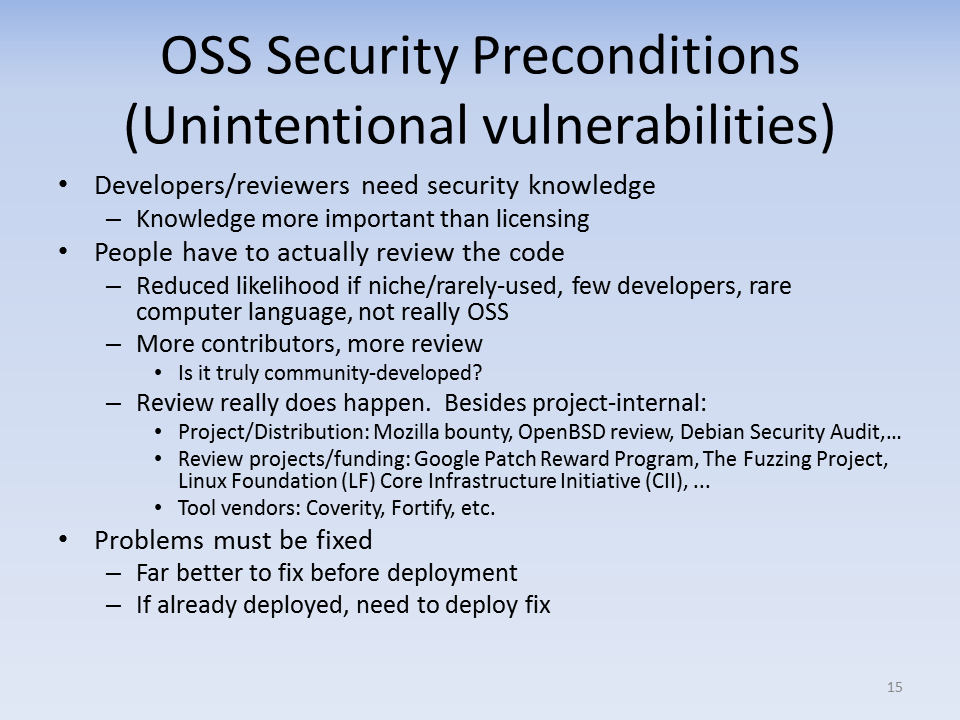 OSS Security Preconditions
(Unintentional vulnerabilities)
• Developers/reviewers need security knowledge
– Knowledge more important than licensing
• People have to actually review the code
– Reduced likelihood if niche/rarely-used, few developers, rare
computer language, not really OSS
– More contributors, more review
• Is it truly community-developed?
– Review really does happen. Besides project-internal:
• Project/Distribution: Mozilla bounty, OpenBSD review, Debian Security Audit,…
• Review projects/funding: Google Patch Reward Program, The Fuzzing Project,
Linux Foundation (LF) Core Infrastructure Initiative (CII), ...
• Tool vendors: Coverity, Fortify, etc.
• Problems must be fixed
– Far better to fix before deployment
– If already deployed, need to deploy fix
15